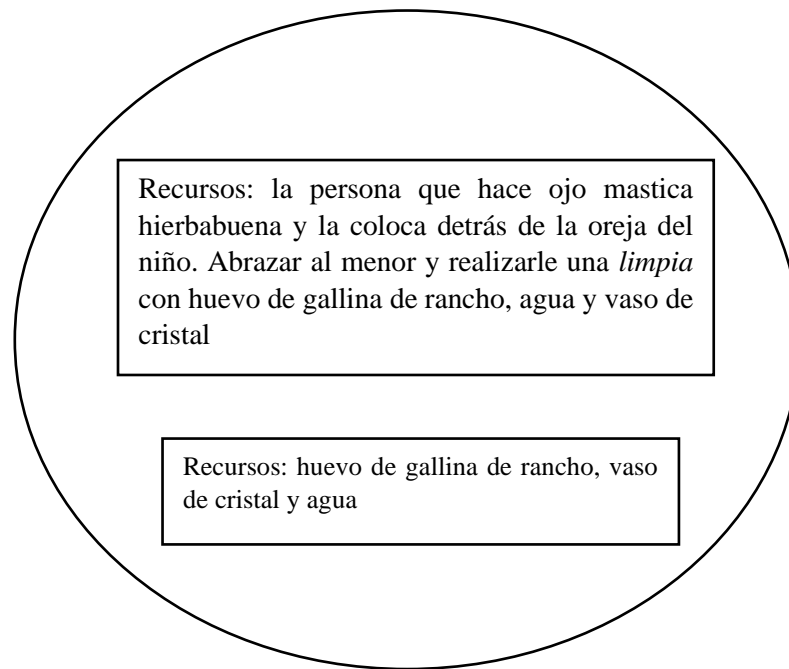 Recursos: la persona que hace ojo mastica
hierbabuena y la coloca detrás de la oreja del
niño. Abrazar al menor y realizarle una limpia
con huevo de gallina de rancho, agua y vaso de
cristal
Recursos: huevo de gallina de rancho, vaso
de cristal y agua